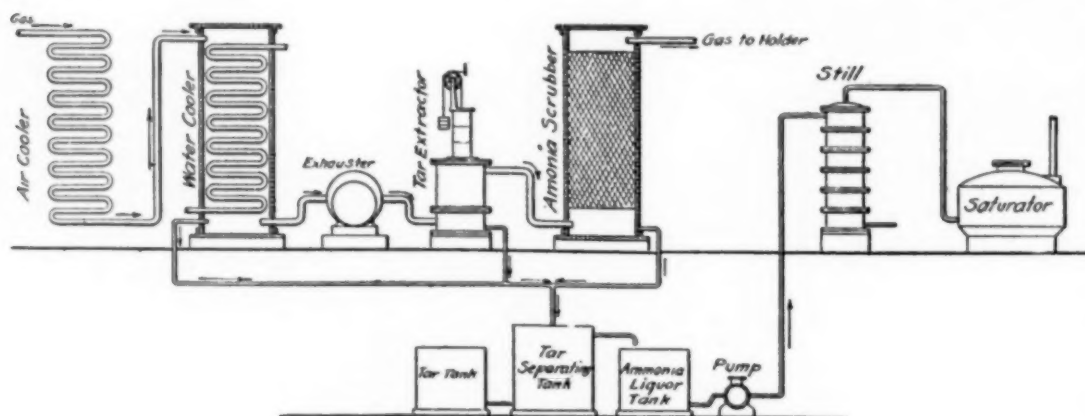 Gas
Air Cooler
Water Cooler
Exhauster
Tar Extractor
Ammonia Scrubber
Gas to Holder
Still
Saturator
Tar Tank
Tar
Separating
Tank
Ammonia
Liquor
Tank
Pump